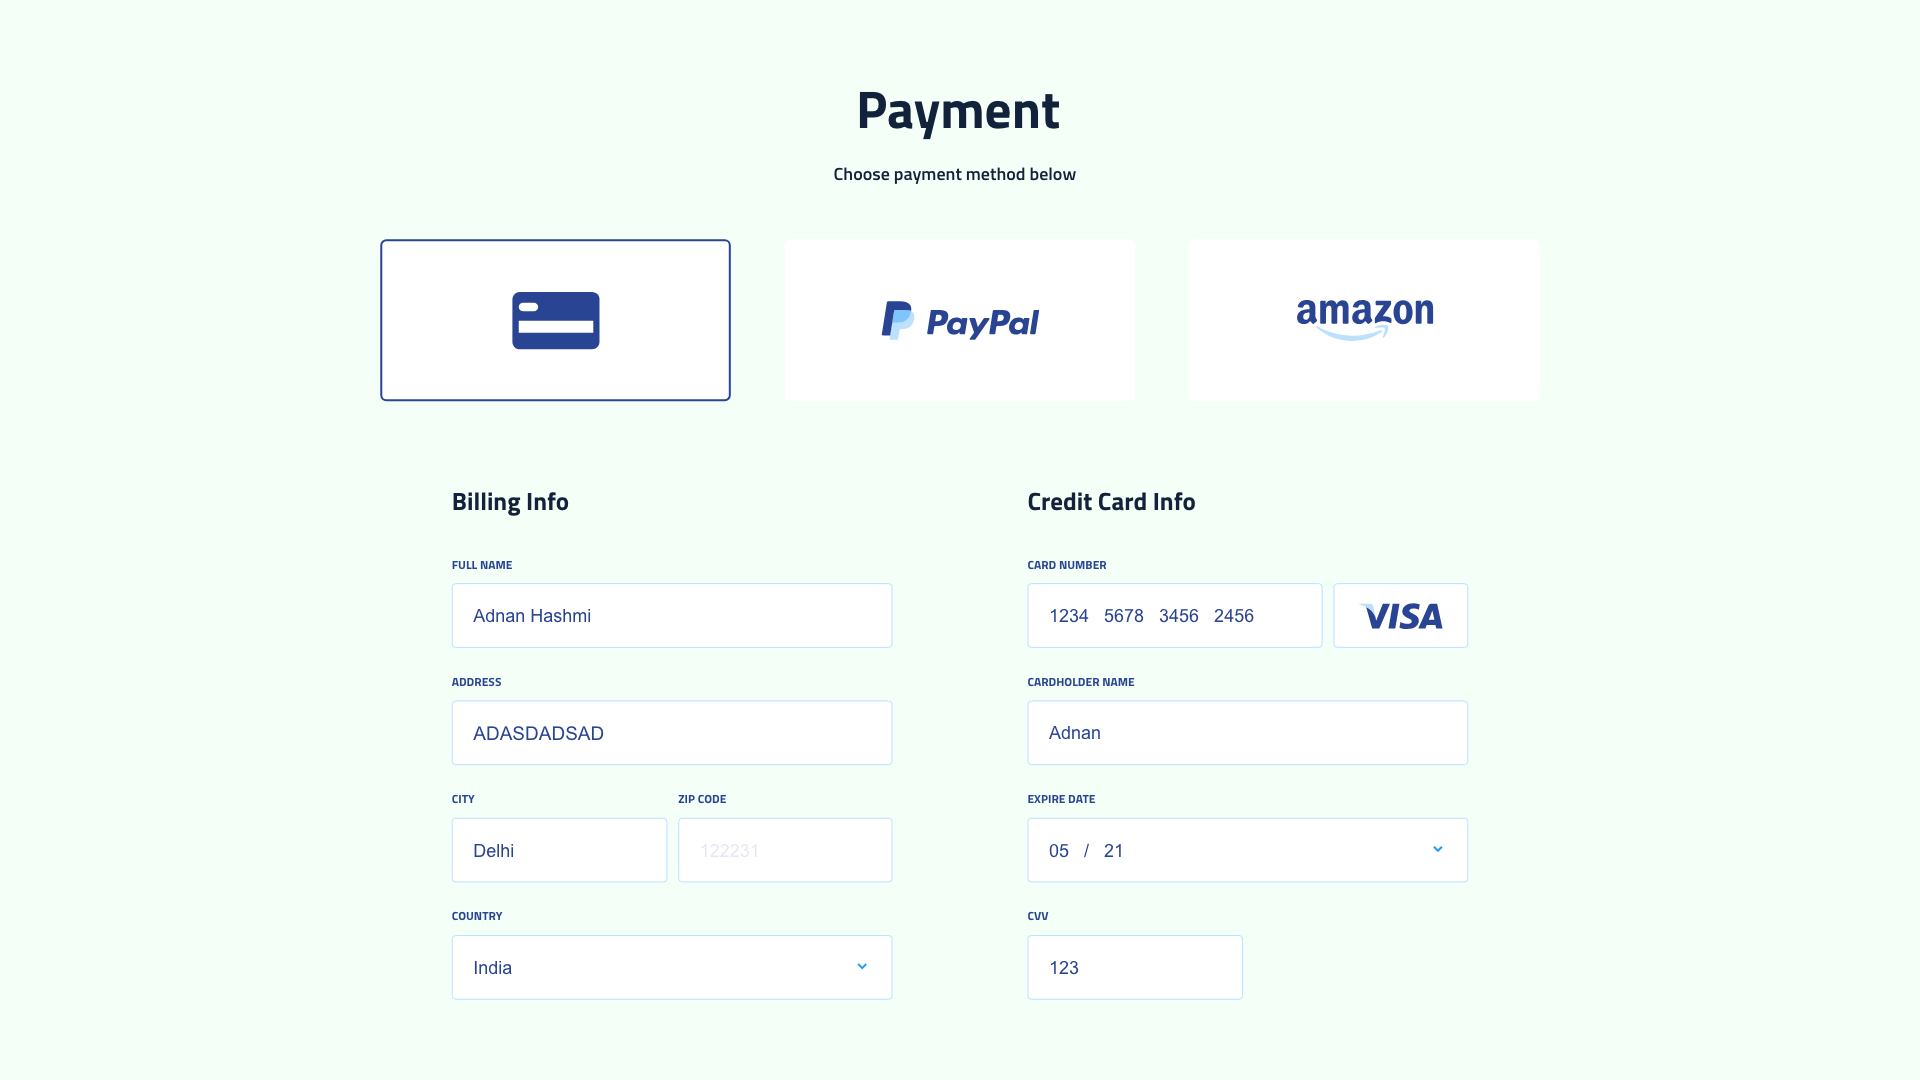 Payment
Choose payment method below
PayPal
amazon
Billing Info
FULL NAME
Adnan Hashmi
ADDRESS
ADASDADSAD
CITY
ZIP CODE
Delhi
122231
COUNTRY
India
Credit Card Info
CARD NUMBER
1234 5678 3456 2456
VISA
CARDHOLDER NAME
Adnan
EXPIRE DATE
05 / 21
CVV
123